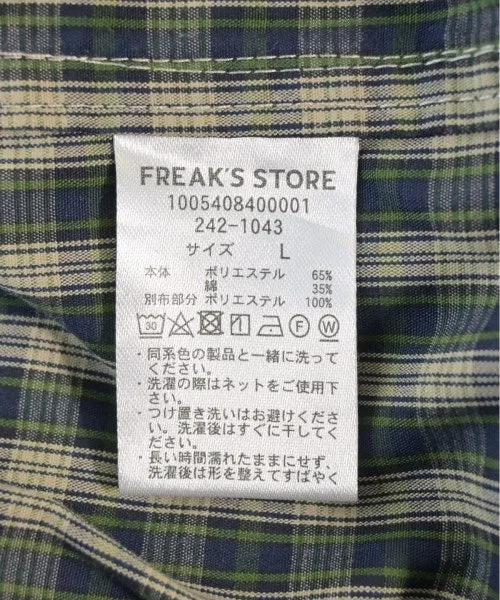 FREAK'S STORE
1005408400001
242-1043
サイズ L
本体 ポリエステル 65%
綿 35%
別布部分 ポリエステル 100%
30 F W
・同系色の製品と一緒に洗って
ください。
・洗濯の際はネットをご使用下
さい。
・つけ置き洗いはお避けくださ
い。洗濯後はすぐに干してく
ださい。
・長い時間濡れたままにせず、
洗濯後は形を整えてすばやく